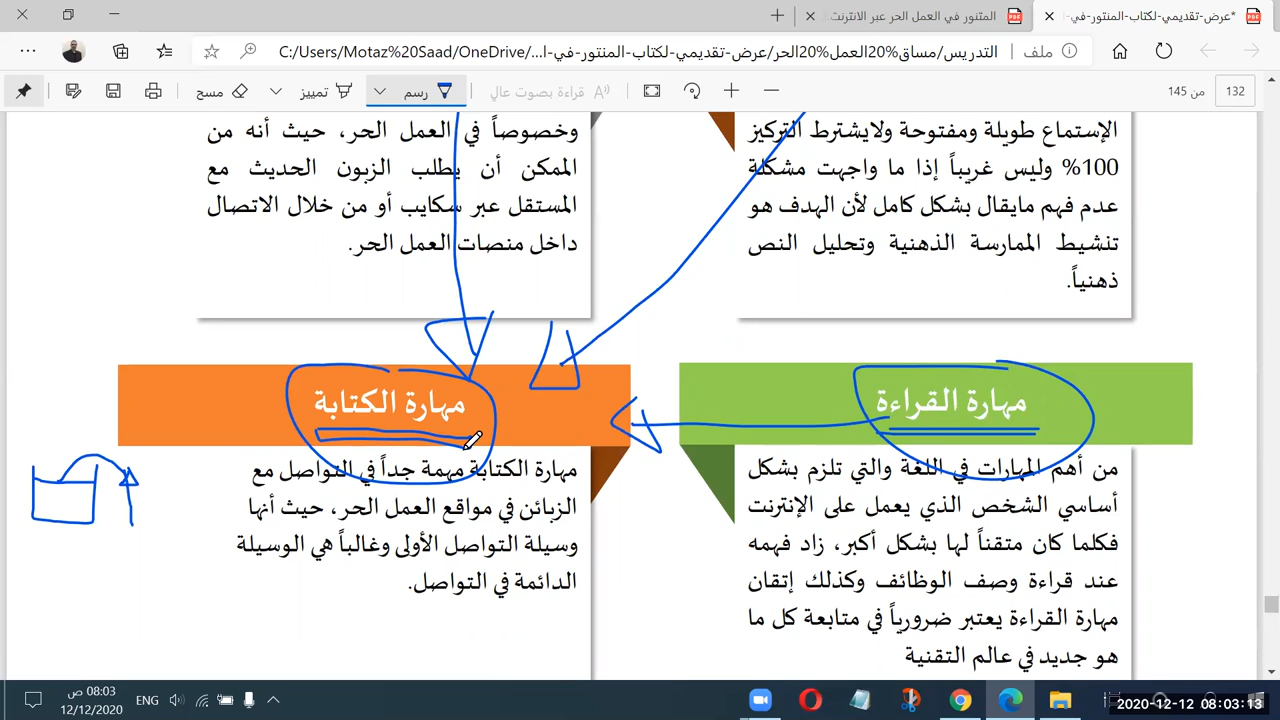 *عرض-تقديمي-لكتاب-المنتور-في-ال
المتنور في العمل الحر عبر الانترنت
ملف
C:/Users/Motaz%20Saad/OneDrive/التدريس/مساق%20العمل%20الحر/عرض-تقديمي-لكتاب-المنتور-في-ا...
132
من 145
قراءة بصوت عالٍ
رسم
تمييز
مسح
الإستماع طويلة ومفتوحة ولايشترط التركيز
100% وليس غريباً إذا ما واجهت مشكلة
عدم فهم مايقال بشكل كامل لأن الهدف هو
تنشيط الممارسة الذهنية وتحليل النص
ذهنياً.
وخصوصاً في العمل الحر، حيث أنه من
الممكن أن يطلب الزبون الحديث مع
المستقل عبر سكايب أو من خلال الاتصال
داخل منصات العمل الحر.
مهارة القراءة
من أهم المهارات في اللغة والتي تلزم بشكل
أساسي الشخص الذي يعمل على الإنترنت
فكلما كان متقناً لها بشكل أكبر، زاد فهمه
عند قراءة وصف الوظائف وكذلك إتقان
مهارة القراءة يعتبر ضرورياً في متابعة كل ما
هو جديد في عالم التقنية
مهارة الكتابة
مهارة الكتابة مهمة جداً في التواصل مع
الزبائن في مواقع العمل الحر، حيث أنها
وسيلة التواصل الأولى وغالباً هي الوسيلة
الدائمة في التواصل.
ENG
08:03 ص
12/12/2020
2020-12-12 08:03:13